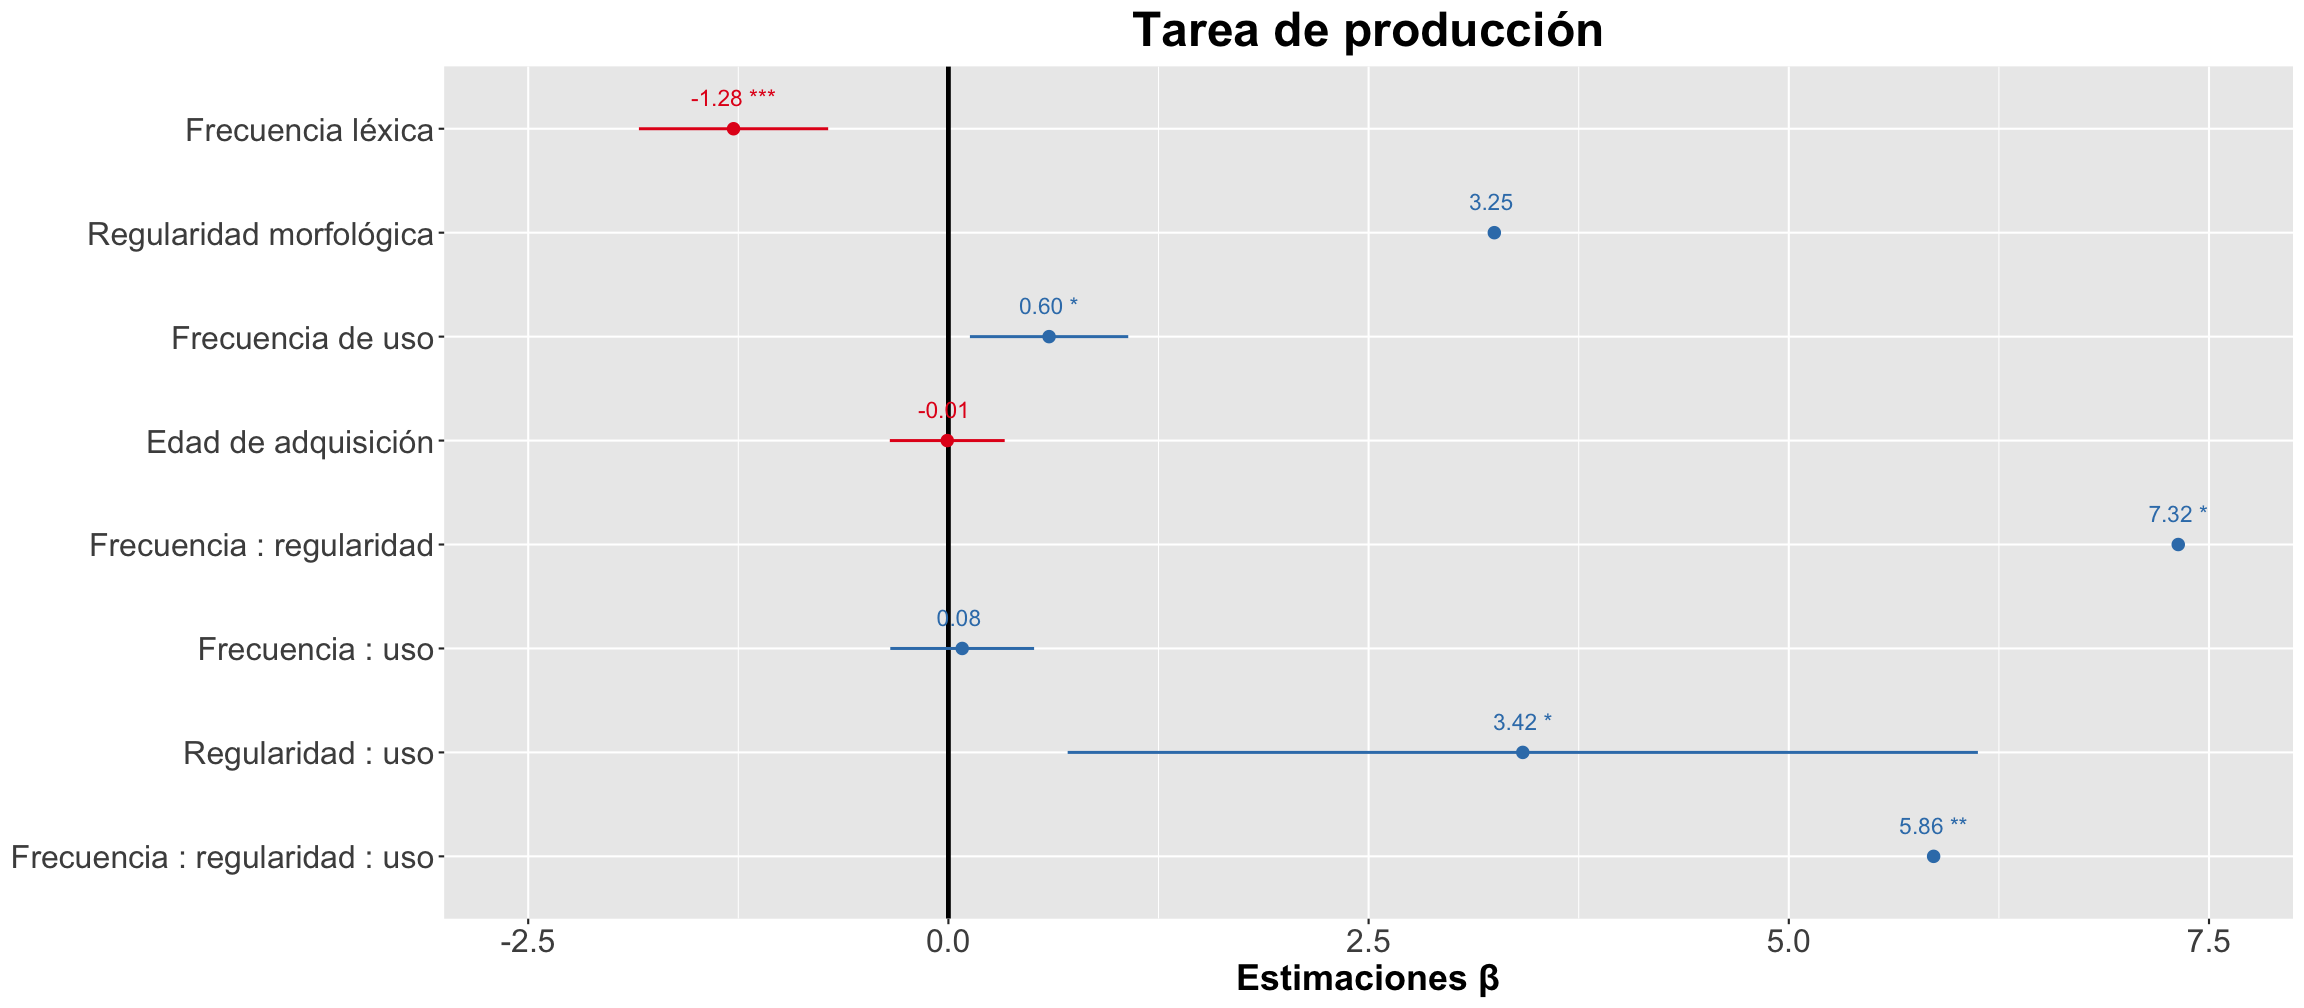 Tarea de producción
Frecuencia léxica
-1.28 ***
Regularidad morfológica
3.25
Frecuencia de uso
0.60 *
Edad de adquisición
-0.01
Frecuencia : regularidad
7.32 *
Frecuencia : uso
0.08
Regularidad : uso
3.42 *
Frecuencia : regularidad : uso
5.86 **
-2.5 0.0 2.5 5.0 7.5
Estimaciones β